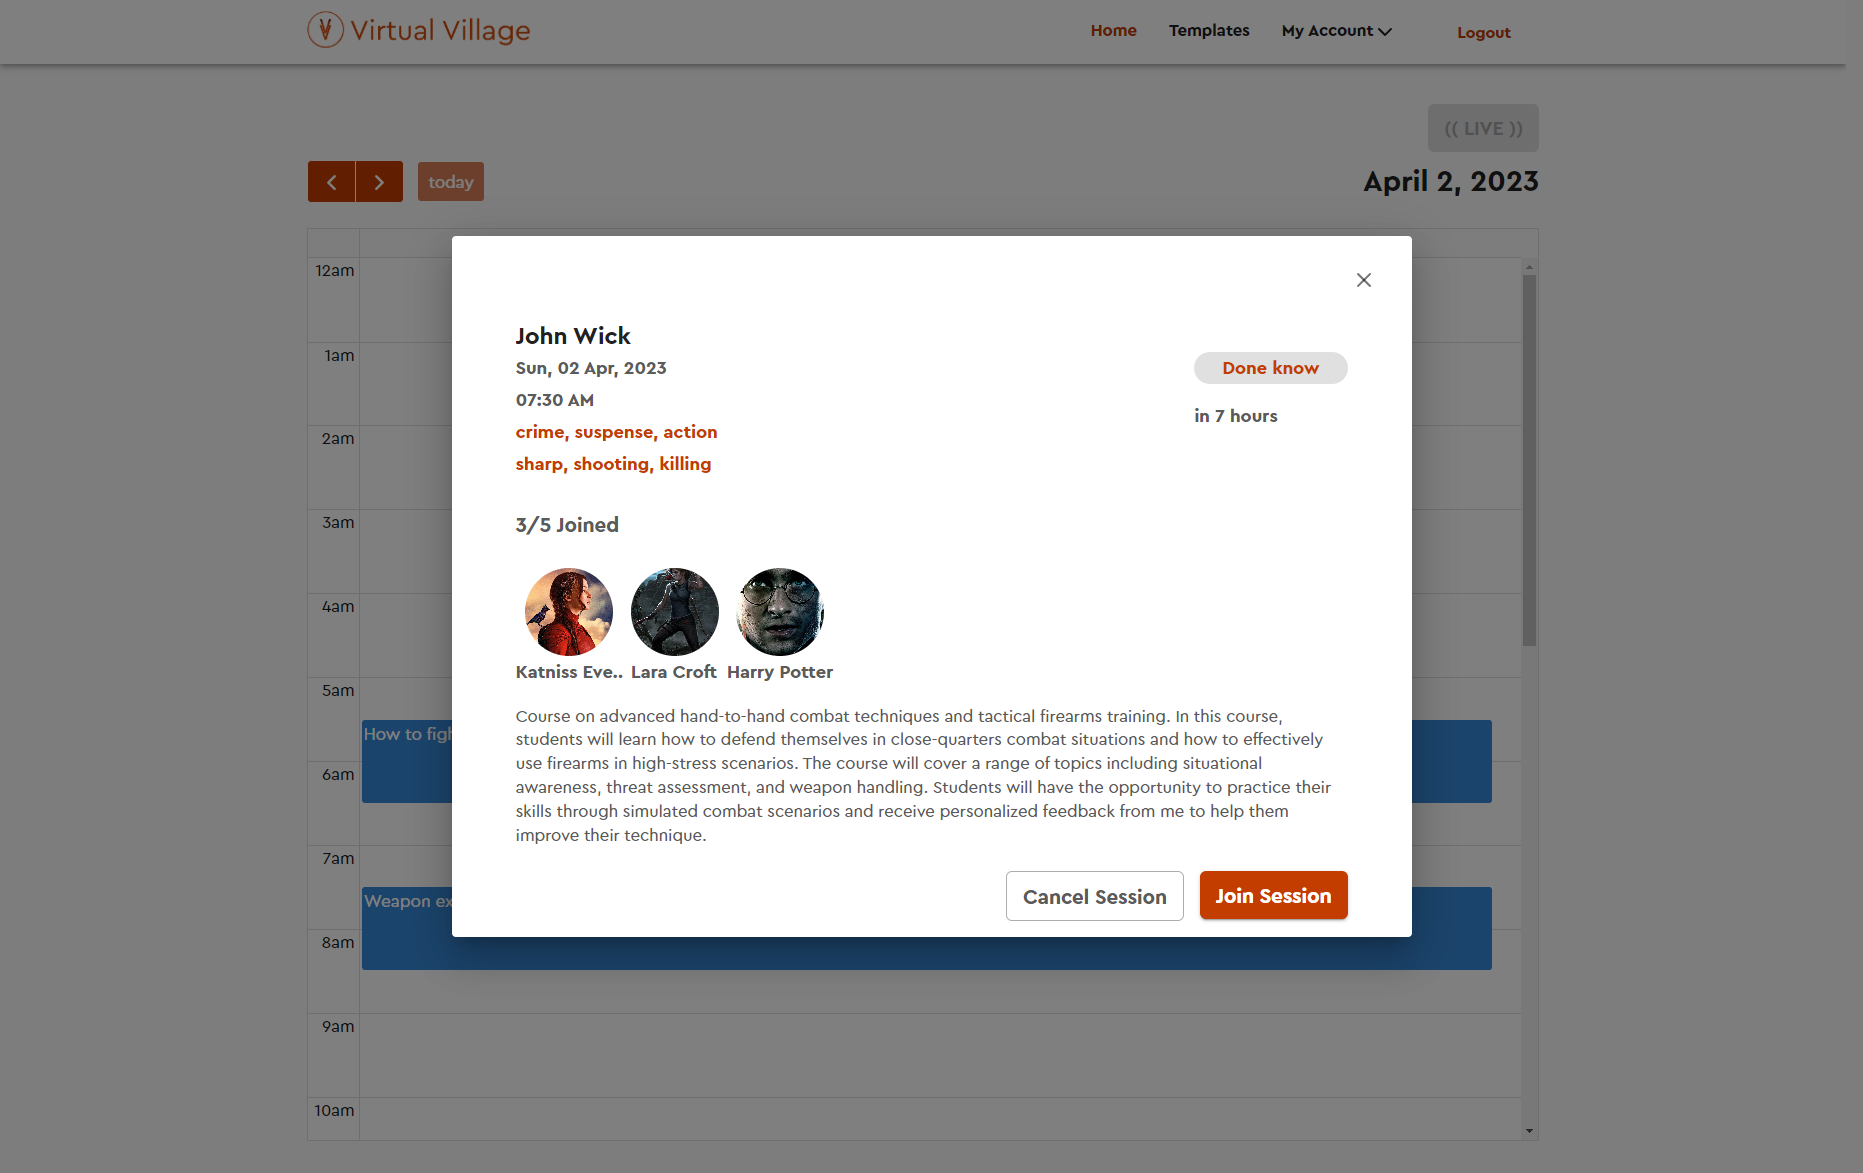 Virtual Village
Home Templates My Account Logout
(( LIVE ))
today
April 2, 2023
12am
1am
2am
3am
4am
5am
How to figh
6am
7am
Weapon ex
8am
9am
10am
John Wick
Sun, 02 Apr, 2023
07:30 AM
crime, suspense, action
sharp, shooting, killing
Done know
in 7 hours
3/5 Joined
Katniss Eve.. Lara Croft Harry Potter
Course on advanced hand-to-hand combat techniques and tactical firearms training. In this course,
students will learn how to defend themselves in close-quarters combat situations and how to effectively
use firearms in high-stress scenarios. The course will cover a range of topics including situational
awareness, threat assessment, and weapon handling. Students will have the opportunity to practice their
skills through simulated combat scenarios and receive personalized feedback from me to help them
improve their technique.
Cancel Session Join Session